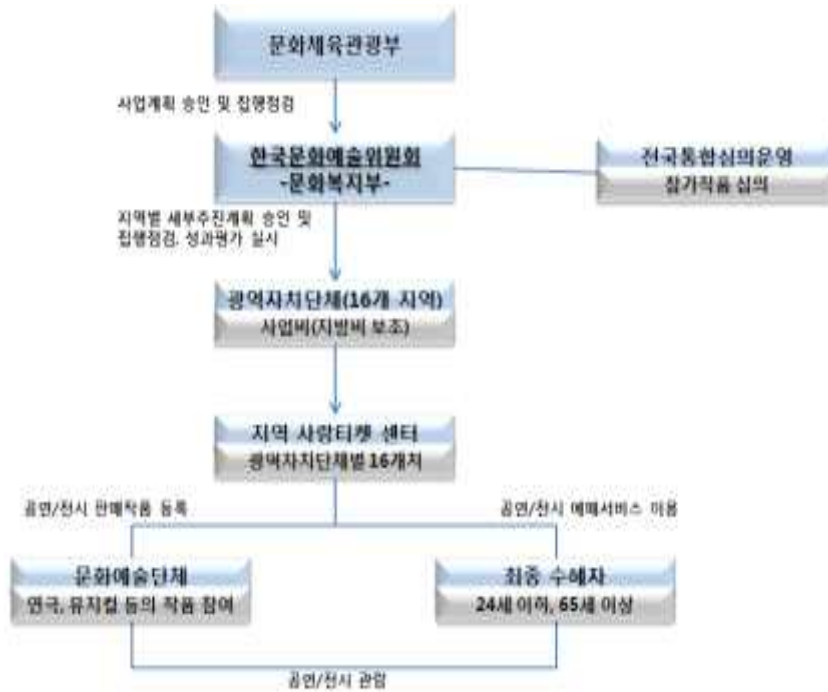 문화체육관광부
사업계획 승인 및 집행점검
한국문화예술위원회
-문화복지부-
전국통합심의운영
참가작품 심의
지역별 세부추진계획 승인 및
집행점검, 성과평가 실시
광역자치단체(16개 지역)
사업비(지방비 보조)
지역 사랑티켓 센터
광역자치단체별 16개처
공연/전시 판매작품 등록
공연/전시 예매서비스 이용
문화예술단체
연극, 뮤지컬 등의 작품 참여
최종 수혜자
24세 이하, 65세 이상
공연/전시 관람